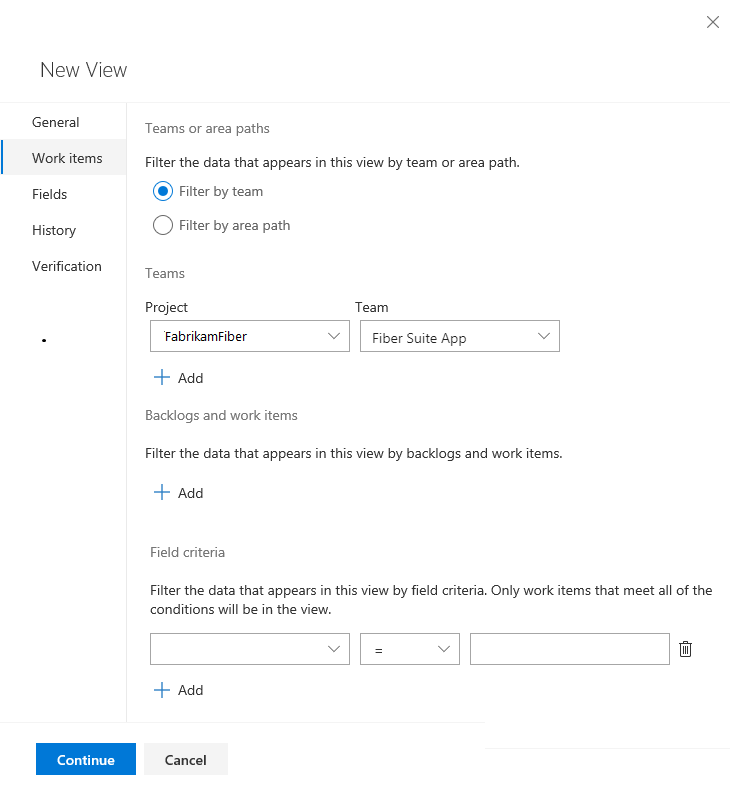 New View
General
Work items
Fields
History
Verification
Teams or area paths
Filter the data that appears in this view by team or area path.
Filter by team
Filter by area path
Teams
Project Team
FabrikamFiber Fiber Suite App
Add
Backlogs and work items
Filter the data that appears in this view by backlogs and work items.
Add
Field criteria
Filter the data that appears in this view by field criteria. Only work items that meet all of the
conditions will be in the view.
=
Add
Continue Cancel